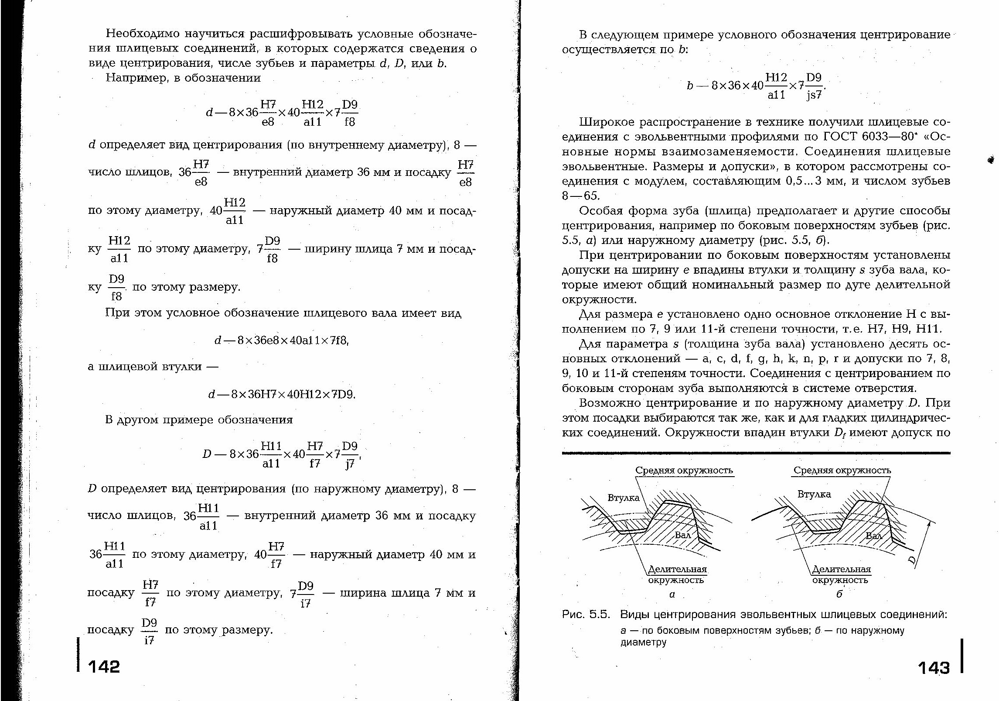 Необходимо научиться расшифровывать условные обозначе-
ния шлицевых соединений, в которых содержатся сведения о
виде центрирования, числе зубьев и параметры d, D, или b.
Например, в обозначении
d — 8×36 H7/e8 ×40 H12/a11 ×7 D9/f8
d определяет вид центрирования (по внутреннему диаметру), 8 —
число шлицов, 36 H7/e8 — внутренний диаметр 36 мм и посадку H7/e8
по этому диаметру, 40 H12/a11 — наружный диаметр 40 мм и посад-
ку H12/a11 по этому диаметру, 7 D9/f8 — ширину шлица 7 мм и посад-
ку D9/f8. по этому размеру.
При этом условное обозначение шлицевого вала имеет вид
d — 8×36e8×40a11×7f8,
а шлицевой втулки —
d — 8×36H7×40H12×7D9.
В другом примере обозначения
D — 8×36 H11/a11 ×40 H7/f7 ×7 D9/j7,
D определяет вид центрирования (по наружному диаметру), 8 —
число шлицов, 36 H11/a11 — внутренний диаметр 36 мм и посадку
36 H11/a11 по этому диаметру, 40 H7/f7 — наружный диаметр 40 мм и
посадку H7/f7 по этому диаметру, 7 D9/i7 — ширина шлица 7 мм и
посадку D9/i7 по этому размеру.
142
В следующем примере условного обозначения центрирование
осуществляется по b:
b — 8×36×40 H12/a11 ×7 D9/js7.
Широкое распространение в технике получили шлицевые со-
единения с эвольвентными профилями по ГОСТ 6033—80* «Ос-
новные нормы взаимозаменяемости. Соединения шлицевые
эвольвентные. Размеры и допуски», в котором рассмотрены со-
единения с модулем, составляющим 0,5...3 мм, и числом зубьев
8—65.
Особая форма зуба (шлица) предполагает и другие способы
центрирования, например по боковым поверхностям зубьев (рис.
5.5, а) или наружному диаметру (рис. 5.5, б).
При центрировании по боковым поверхностям установлены
допуски на ширину e впадины втулки и толщину s зуба вала, ко-
торые имеют общий номинальный размер по дуге делительной
окружности.
Для размера e установлено одно основное отклонение H с вы-
полнением по 7, 9 или 11-й степени точности, т.е. H7, H9, H11.
Для параметра s (толщина зуба вала) установлено десять ос-
новных отклонений — a, c, d, f, g, h, k, n, p, r и допуски по 7, 8,
9, 10 и 11-й степеням точности. Соединения с центрированием по
боковым сторонам зуба выполняются в системе отверстия.
Возможно центрирование и по наружному диаметру D. При
этом посадки выбираются так же, как и для гладких цилиндричес-
ких соединений. Окружности впадин втулки Df имеют допуск по
Средняя окружность
Втулка
Вал
Делительная
окружность
а
Средняя окружность
Втулка
Вал
D
Делительная
окружность
б
Рис. 5.5. Виды центрирования эвольвентных шлицевых соединений:
а — по боковым поверхностям зубьев; б — по наружному
диаметру
143